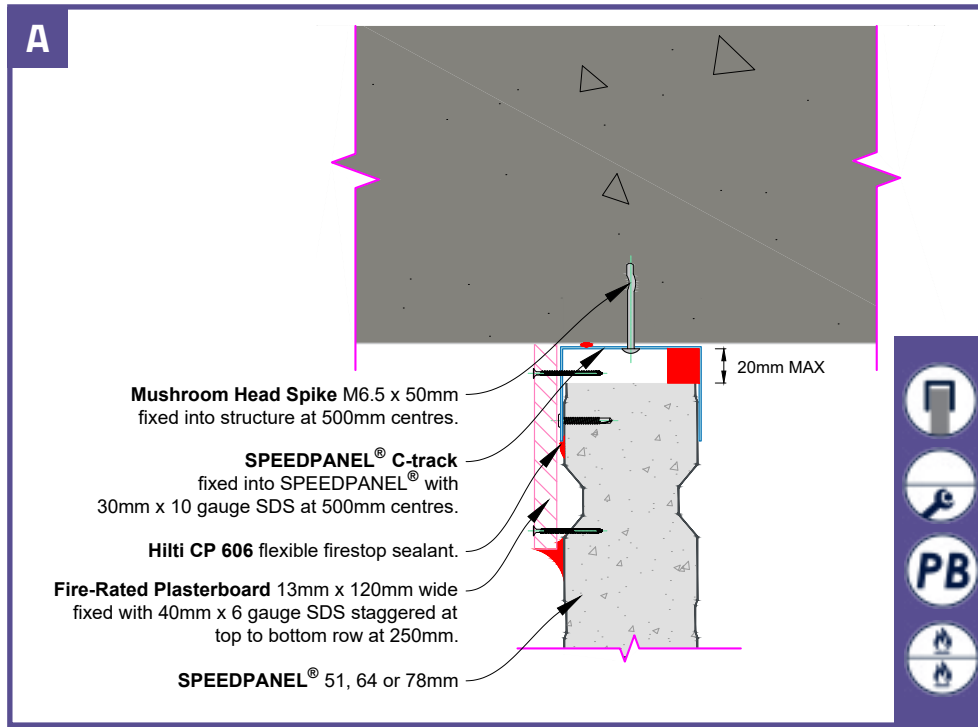 A
20mm MAX
Mushroom Head Spike M6.5 x 50mm
fixed into structure at 500mm centres.
SPEEDPANEL® C-track
fixed into SPEEDPANEL® with
30mm x 10 gauge SDS at 500mm centres.
Hilti CP 606 flexible firestop sealant.
Fire-Rated Plasterboard 13mm x 120mm wide
fixed with 40mm x 6 gauge SDS staggered at
top to bottom row at 250mm.
SPEEDPANEL® 51, 64 or 78mm
PB